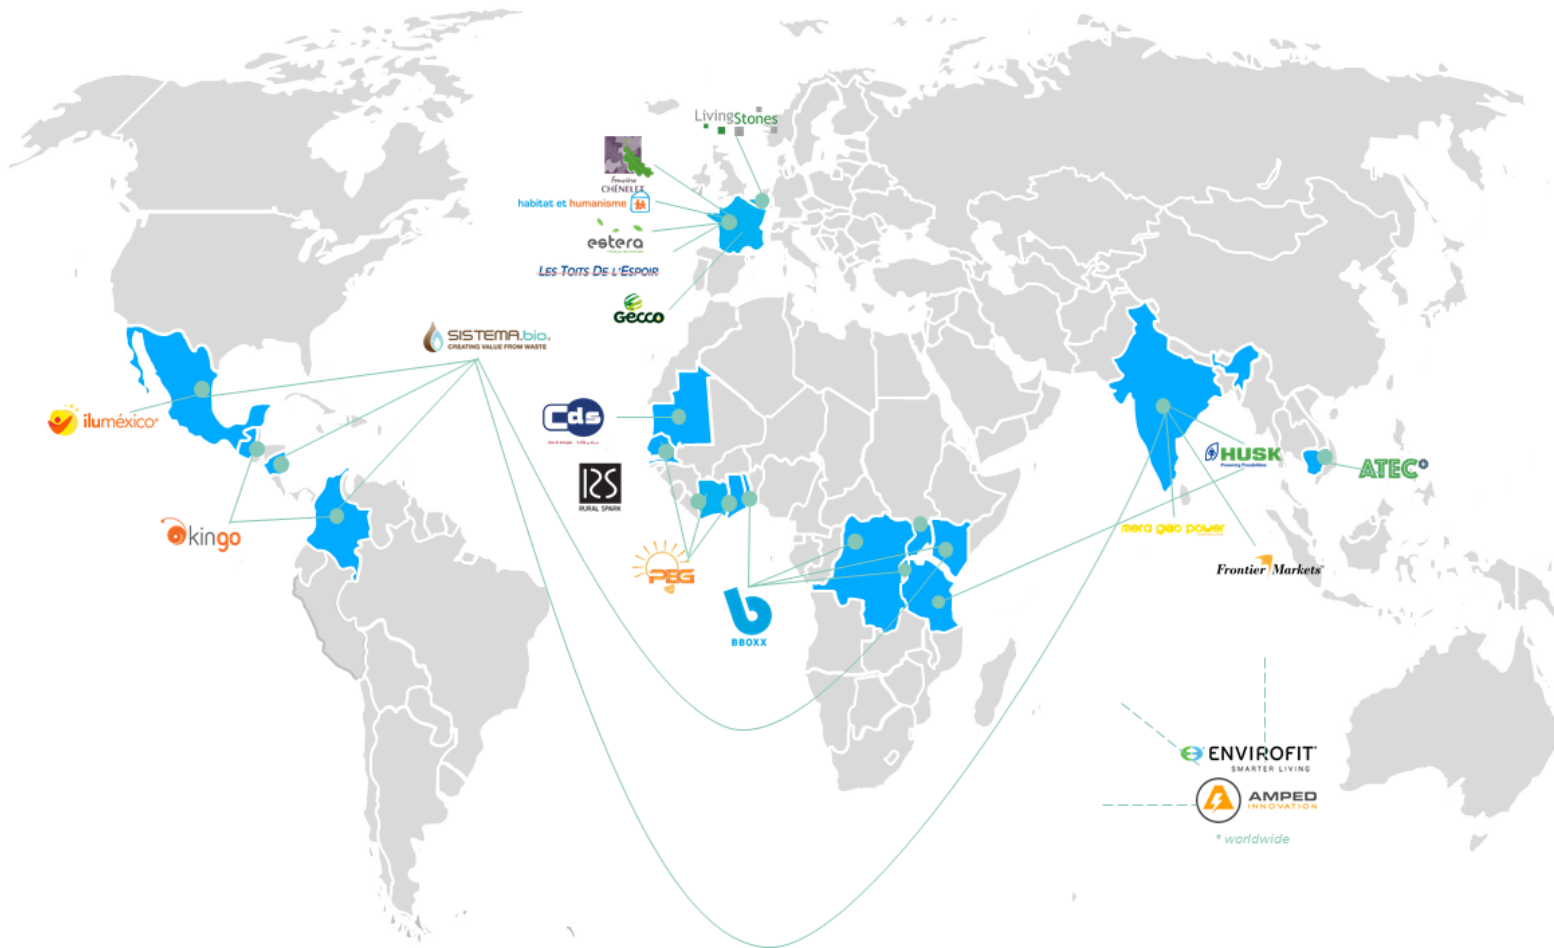 LivingStones
Foncière
CHÊNELET
habitat et humanisme
estera
LES TOITS DE L'ESPOIR
GECCO
SISTEMA.bio.
CREATING VALUE FROM WASTE
ilumexico
Cds
RURAL SPARK
HUSK
Powering Possibilities
ATEC
kingo
mera gao power
PEG
Frontier Markets
BBOXX
ENVIROFIT
SMARTER LIVING
AMPED
INNOVATION
* worldwide